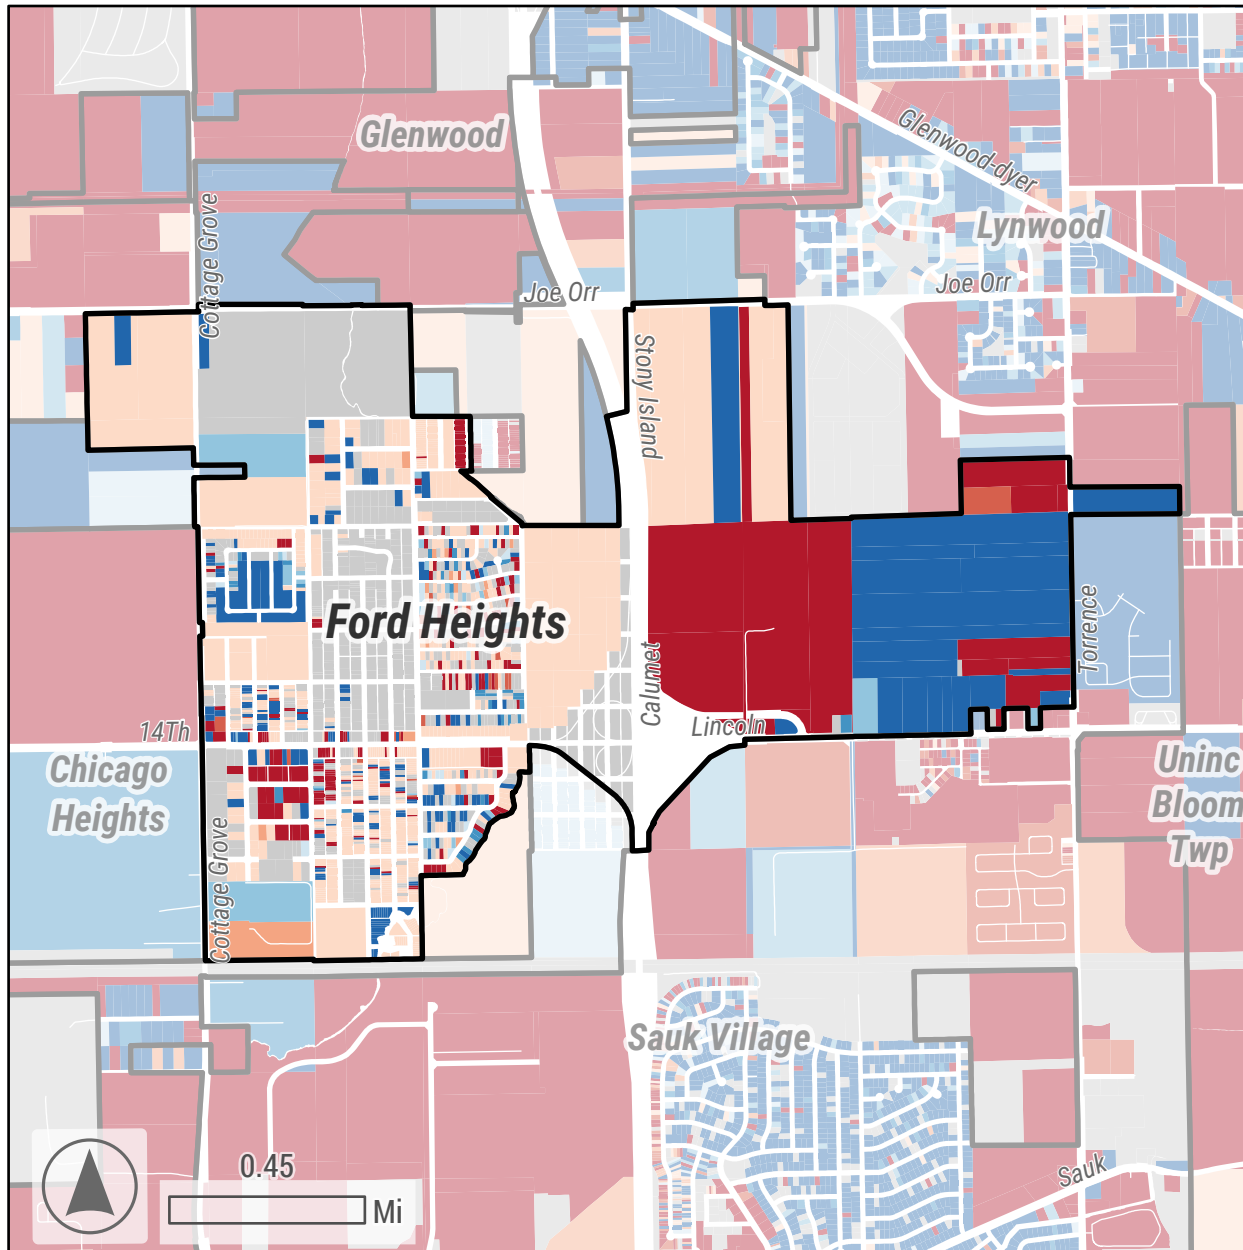 Glenwood
Glenwood-dyer
Cottage Grove
Lynwood
Joe Orr
Joe Orr
Stony Island
Ford Heights
Torrence
Calumet
Lincoln
14Th
Chicago
Heights
Uninc
Bloom
Twp
Cottage Grove
Sauk Village
0.45
Mi
Sauk